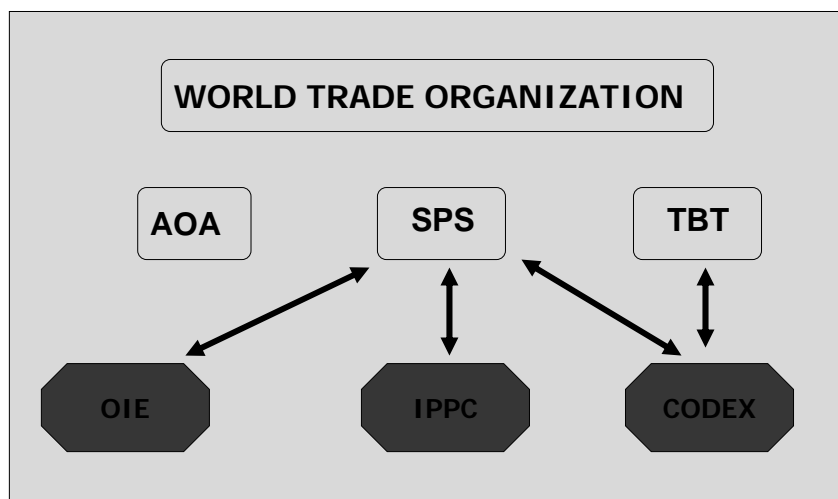 WORLD TRADE ORGANIZATION
AOA
SPS
TBT
OIE
IPPC
CODEX